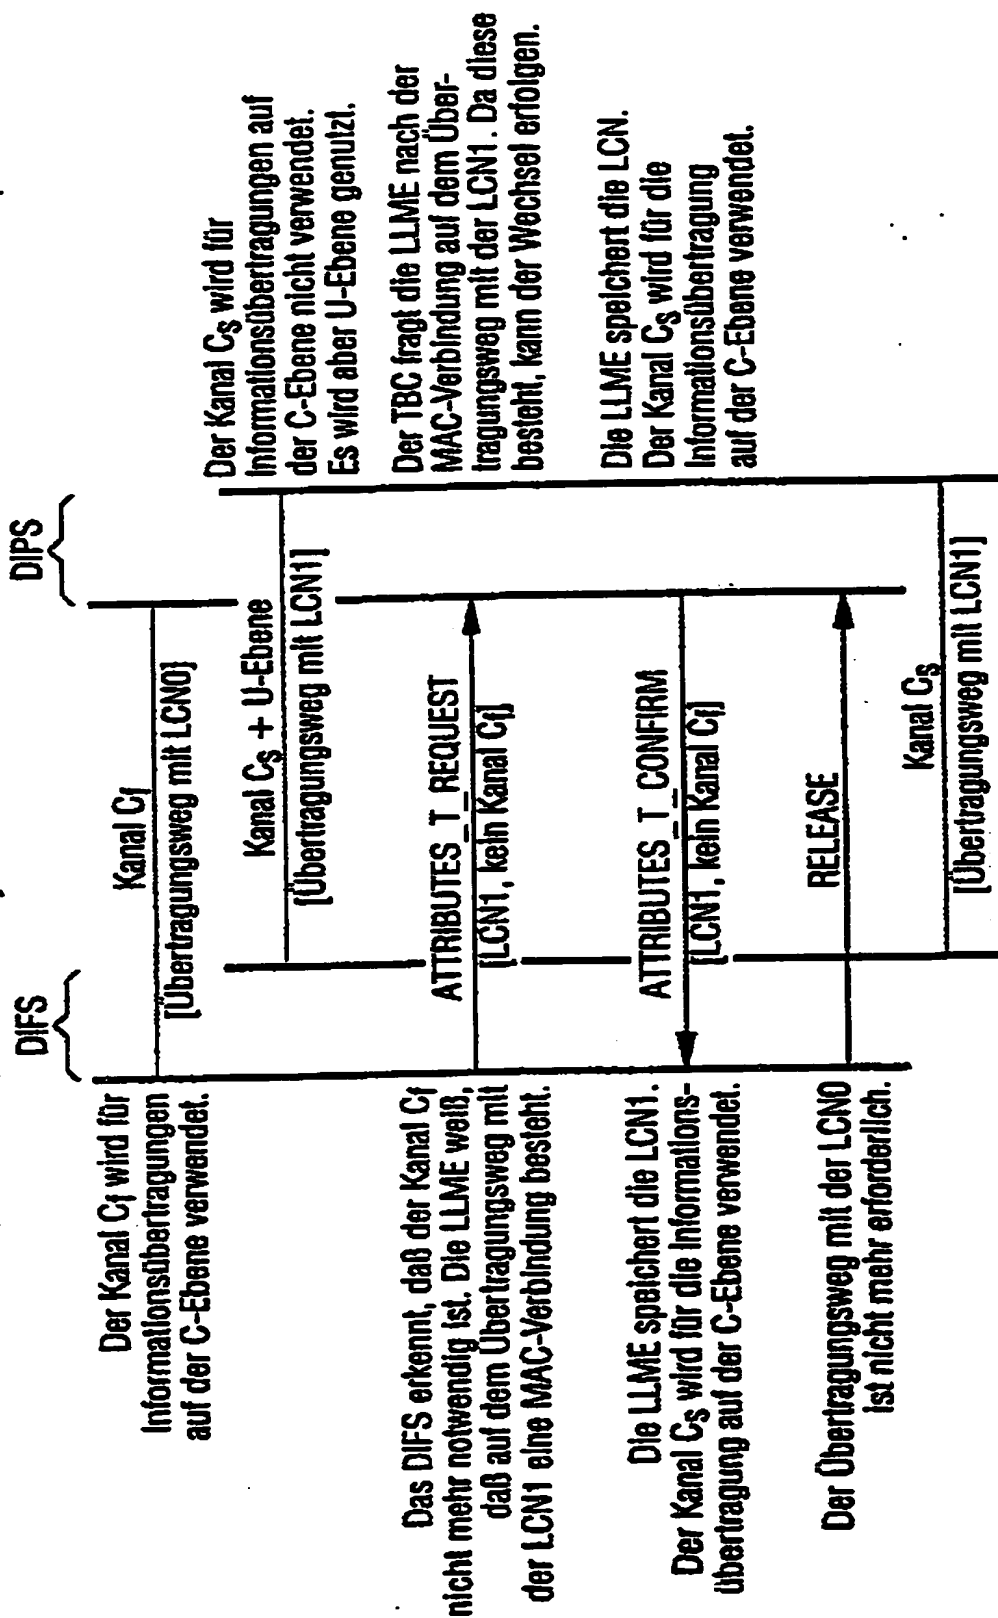 DIFS
DIPS
Der Kanal Cf wird für
Informationsübertragungen
auf der C-Ebene verwendet.
Kanal Cf
[Übertragungsweg mit LCN0]
Der Kanal Cs wird für
Informationsübertragungen auf
der C-Ebene nicht verwendet.
Es wird aber U-Ebene genutzt.
Kanal Cs + U-Ebene
[Übertragungsweg mit LCN1]
Das DIFS erkennt, daß der Kanal Cf
nicht mehr notwendig ist. Die LLME weiß,
daß auf dem Übertragungsweg mit
der LCN1 eine MAC-Verbindung besteht.
ATTRIBUTES_T_REQUEST
[LCN1, kein Kanal Cf]
Der TBC fragt die LLME nach der
MAC-Verbindung auf dem Über-
tragungsweg mit der LCN1. Da diese
besteht, kann der Wechsel erfolgen.
Die LLME speichert die LCN1.
Der Kanal Cs wird für die Informations-
übertragung auf der C-Ebene verwendet.
ATTRIBUTES_T_CONFIRM
[LCN1, kein Kanal Cf]
Die LLME speichert die LCN.
Der Kanal Cs wird für die
Informationsübertragung
auf der C-Ebene verwendet.
Der Übertragungsweg mit der LCN0
ist nicht mehr erforderlich.
RELEASE
Kanal Cs
[Übertragungsweg mit LCN1]